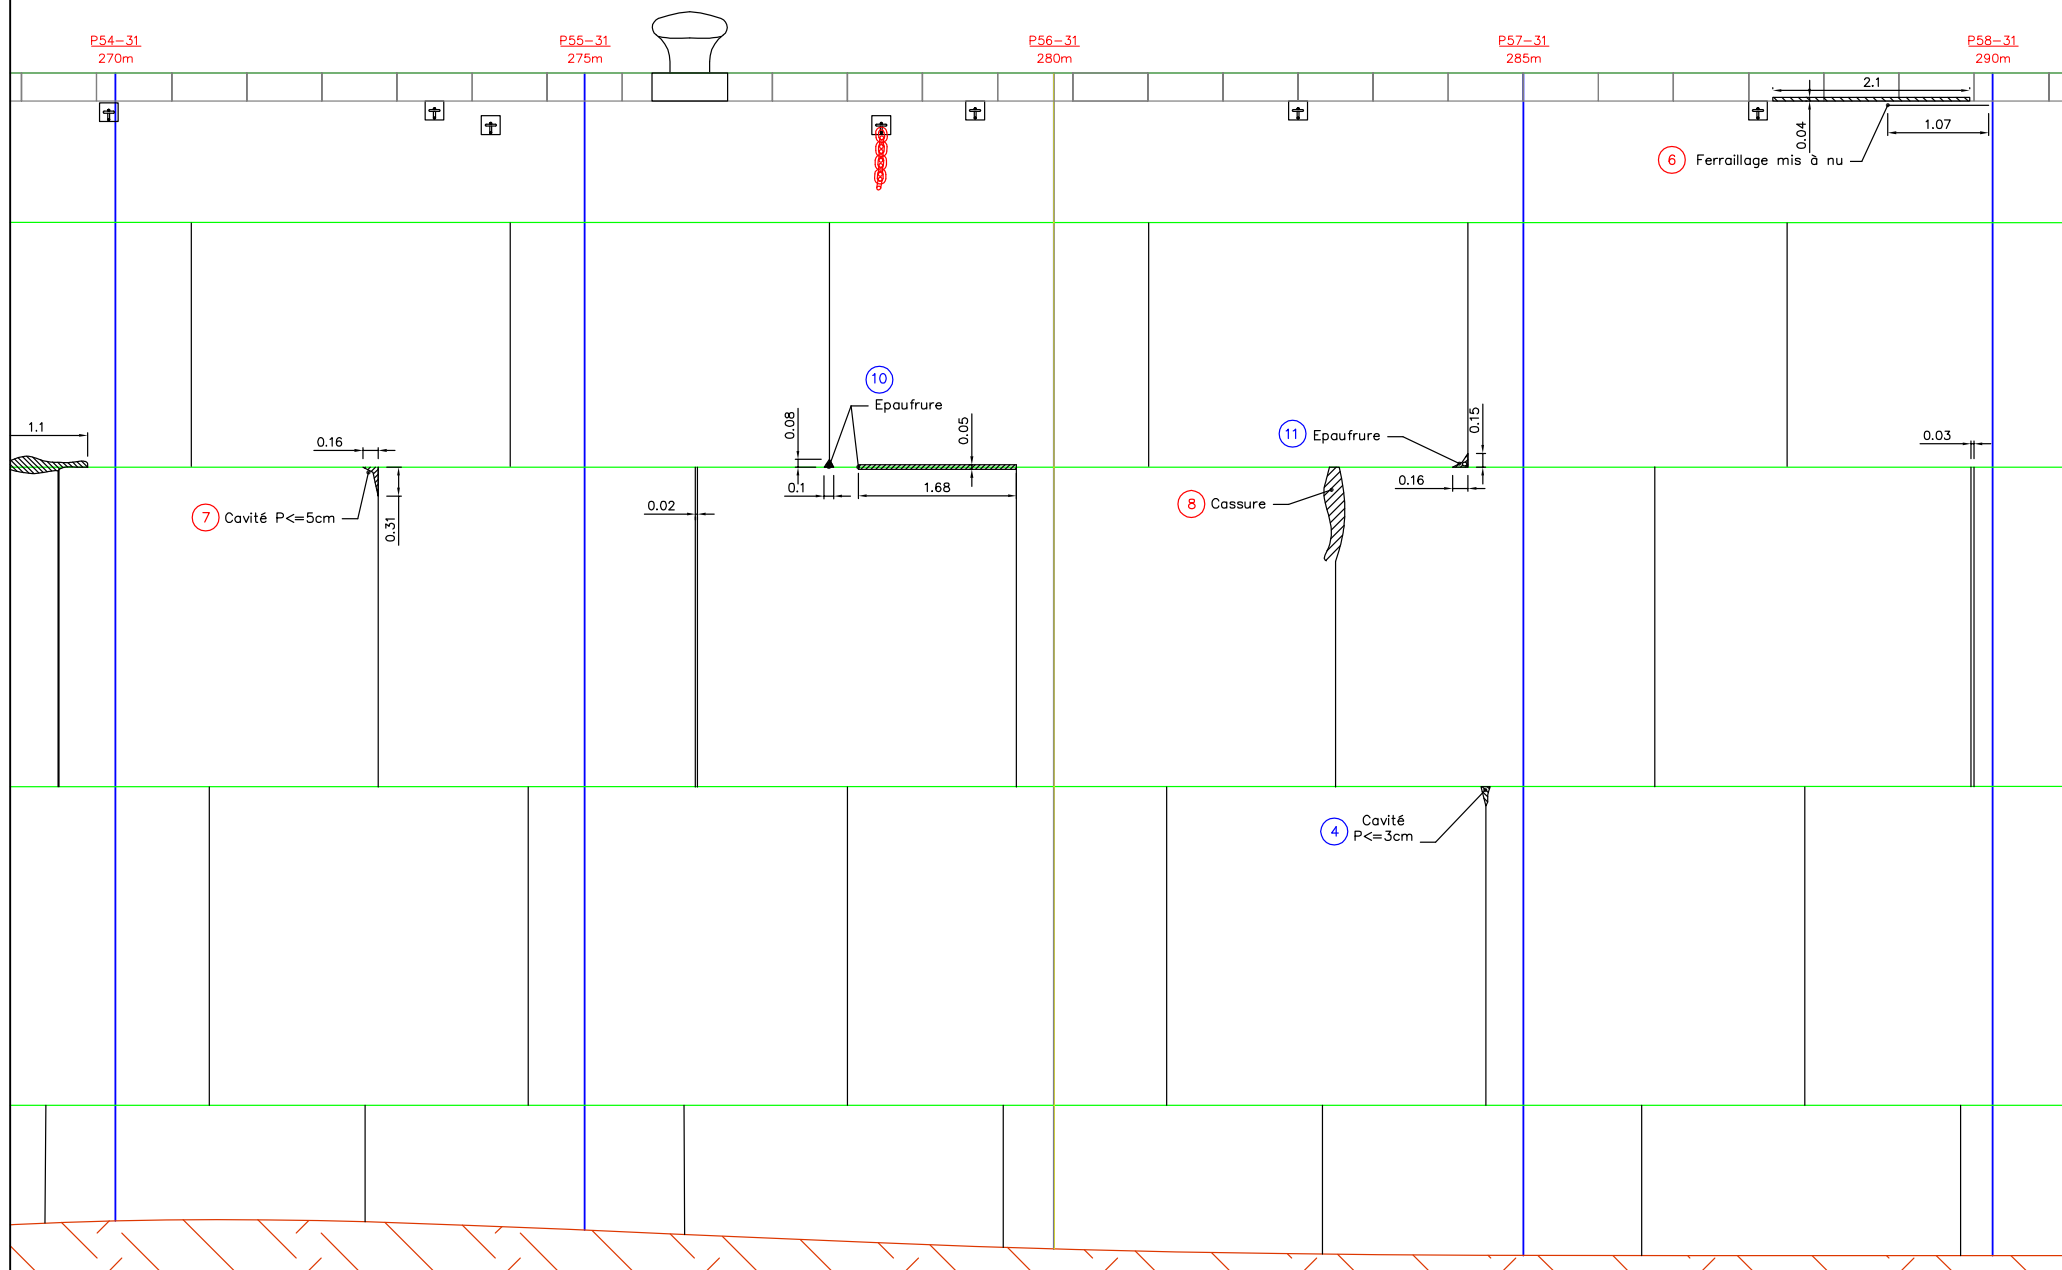 P54-31
270m
P55-31
275m
P56-31
280m
P57-31
285m
P58-31
290m
2.1
0.04
1.07
6 Ferraillage mis à nu
10
Epaufrure
0.08
0.05
0.1
1.68
11 Epaufrure
0.15
0.16
0.03
1.1
0.16
7 Cavité P<=5cm
0.31
0.02
8 Cassure
4 Cavité
P<=3cm